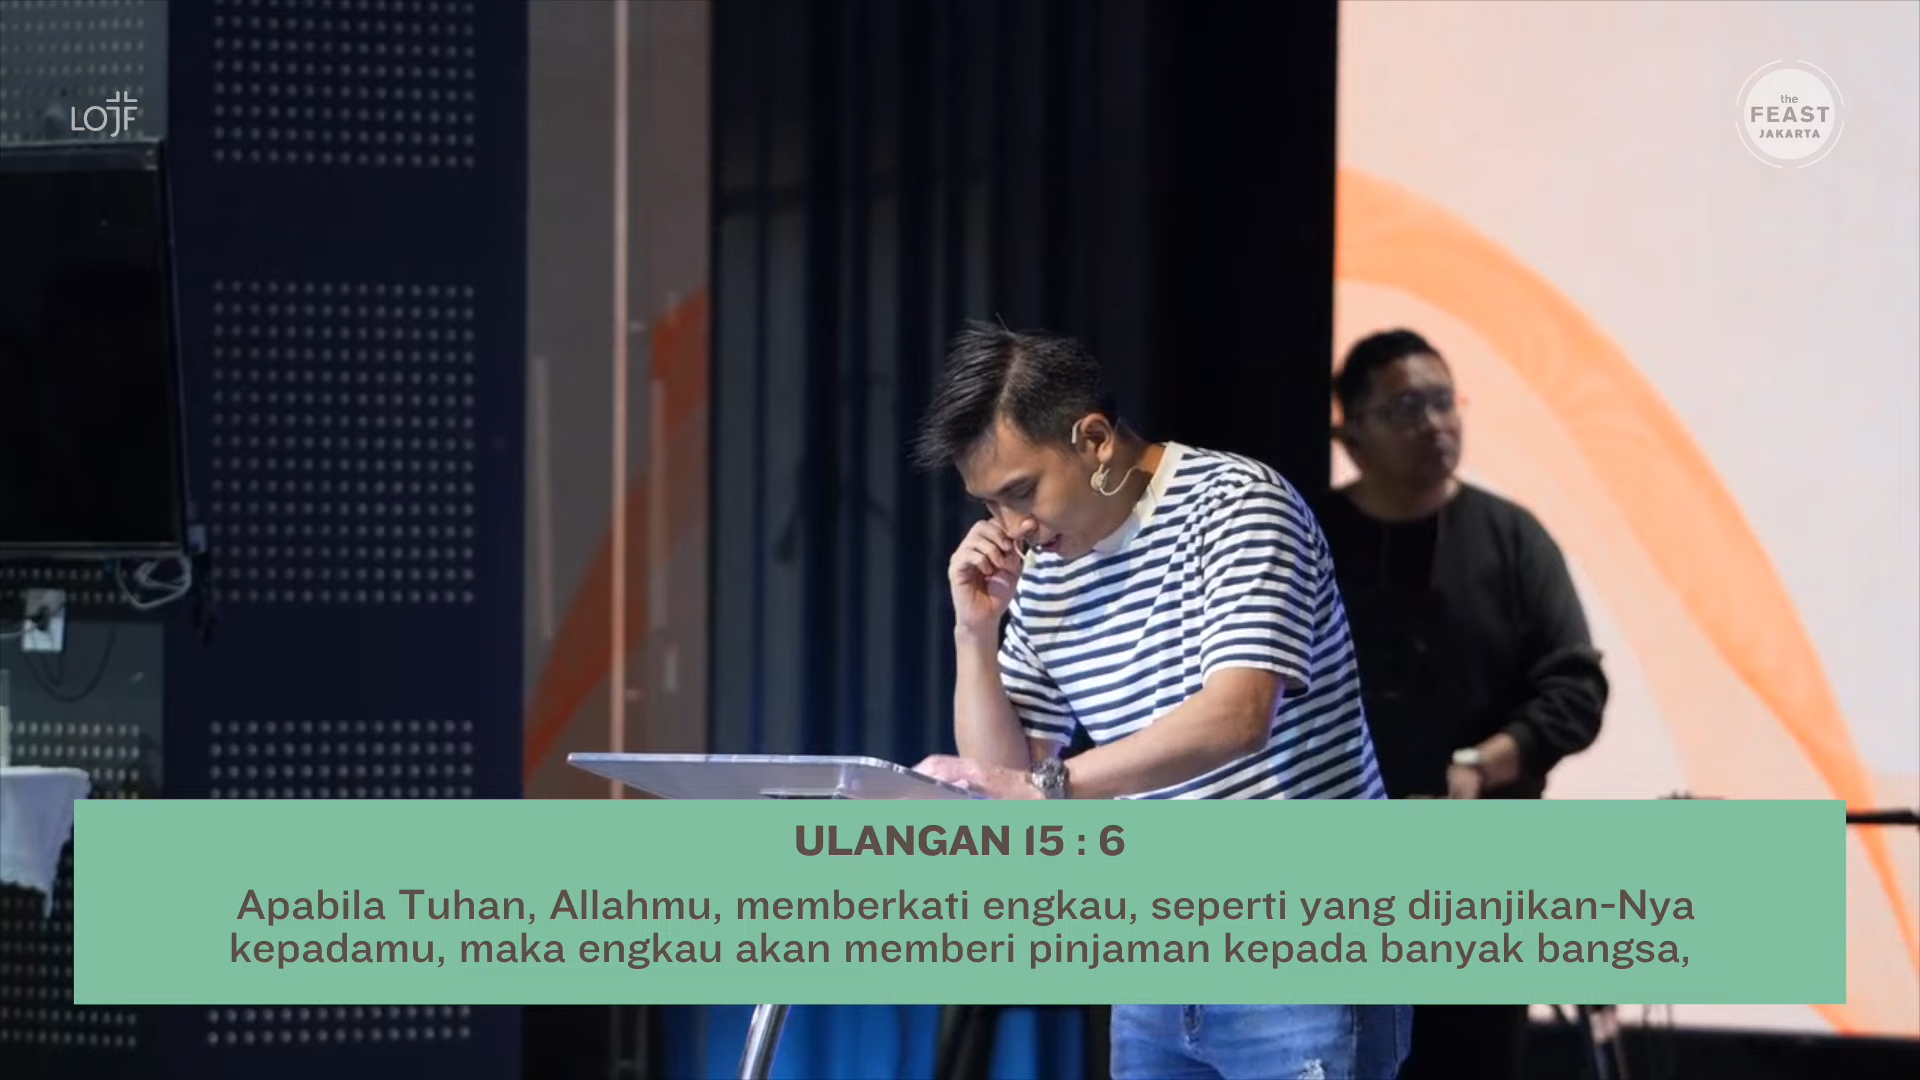 LOJF
the
FEAST
JAKARTA
ULANGAN 15 : 6
Apabila Tuhan, Allahmu, memberkati engkau, seperti yang dijanjikan-Nya
kepadamu, maka engkau akan memberi pinjaman kepada banyak bangsa,